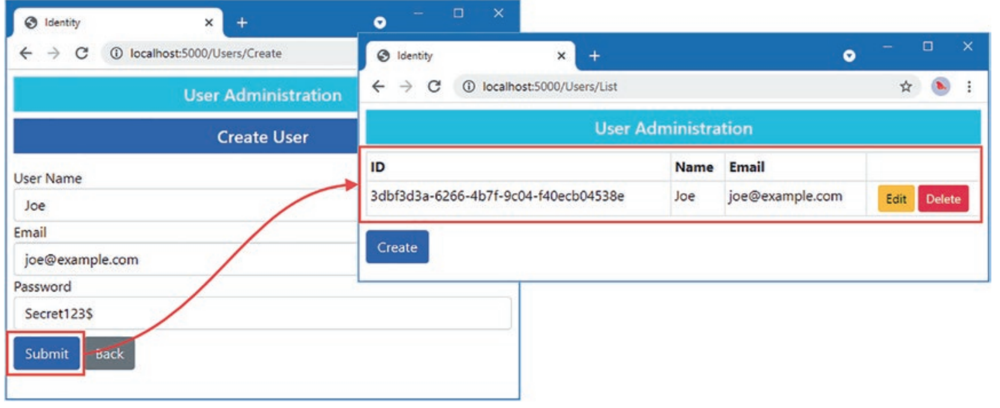 Identity
localhost:5000/Users/Create
User Administration
Create User
User Name
Joe
Email
joe@example.com
Password
Secret123$
Submit Back
Identity
localhost:5000/Users/List
User Administration
ID Name Email
3dbf3d3a-6266-4b7f-9c04-f40ecb04538e Joe joe@example.com Edit Delete
Create